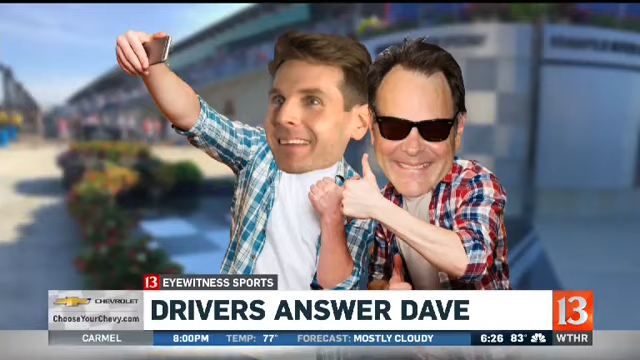 13 EYEWITNESS SPORTS
CHEVROLET
ChooseYourChevy.com
DRIVERS ANSWER DAVE
13
CARMEL 8:00PM TEMP: 77° FORECAST: MOSTLY CLOUDY 6:26 83° WTHR